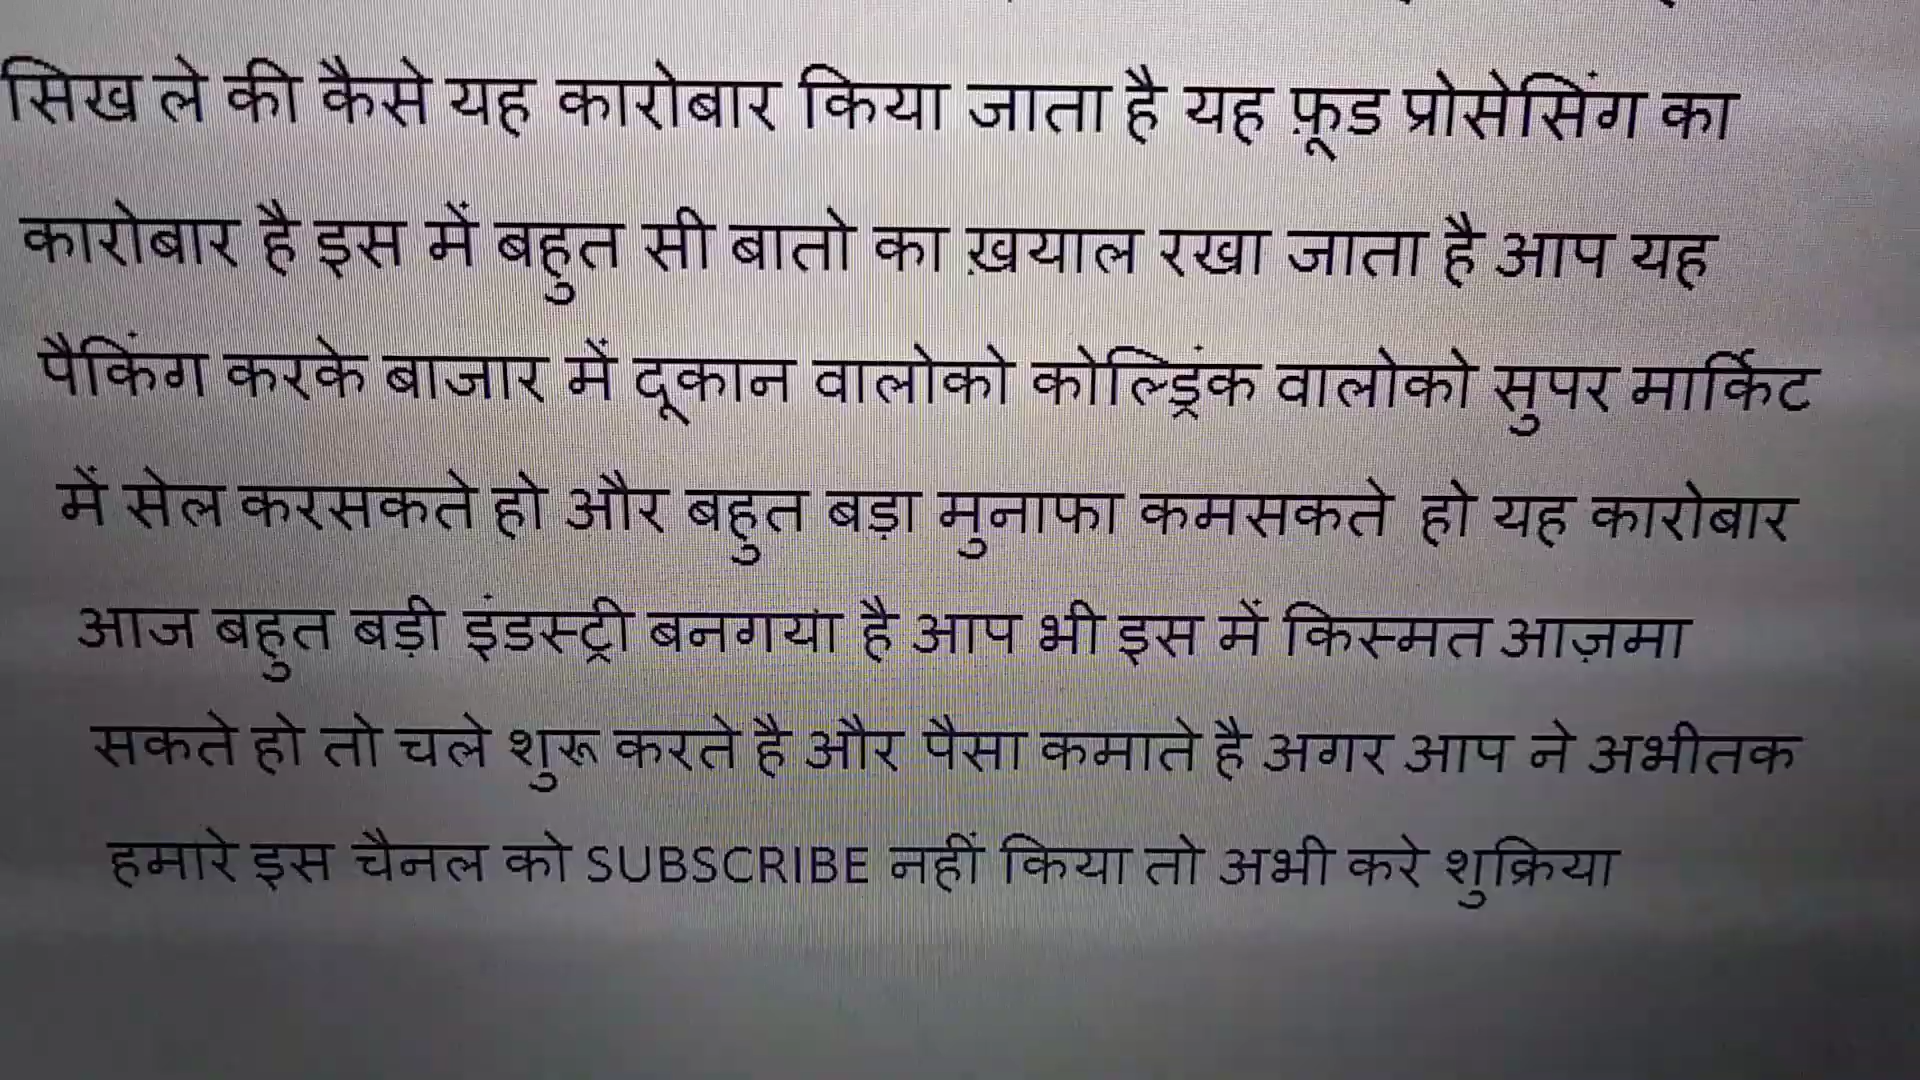 सिख ले की कैसे यह कारोबार किया जाता है यह फ़ूड प्रोसेसिंग का
कारोबार है इस में बहुत सी बातो का ख़याल रखा जाता है आप यह
पैकिंग करके बाजार में दूकान वालोको कोल्ड्रिंक वालोको सुपर मार्किट
में सेल करसकते हो और बहुत बड़ा मुनाफा कमसकते हो यह कारोबार
आज बहुत बड़ी इंडस्ट्री बनगया है आप भी इस में किस्मत आज़मा
सकते हो तो चले शुरू करते है और पैसा कमाते है अगर आप ने अभीतक
हमारे इस चैनल को SUBSCRIBE नहीं किया तो अभी करे शुक्रिया